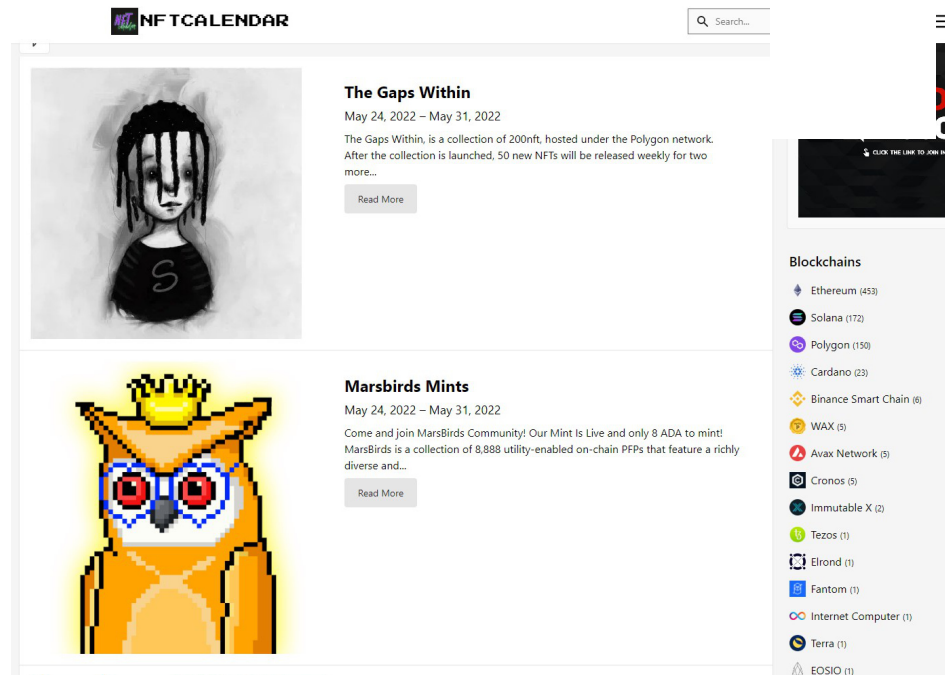 NFT
NFTCALENDAR
Search...
The Gaps Within
May 24, 2022 – May 31, 2022
The Gaps Within, is a collection of 200nft, hosted under the Polygon network.
After the collection is launched, 50 new NFTs will be released weekly for two
more...
Read More
S
Marsbirds Mints
May 24, 2022 – May 31, 2022
Come and join MarsBirds Community! Our Mint Is Live and only 8 ADA to mint!
MarsBirds is a collection of 8,888 utility-enabled on-chain PFPs that feature a richly
diverse and...
Read More
CLICK THE LINK TO JOIN
Blockchains
Ethereum (453)
Solana (172)
Polygon (150)
Cardano (23)
Binance Smart Chain (6)
WAX (5)
Avax Network (5)
Cronos (5)
Immutable X (2)
Tezos (1)
Elrond (1)
Fantom (1)
Internet Computer (1)
Terra (1)
EOSIO (1)